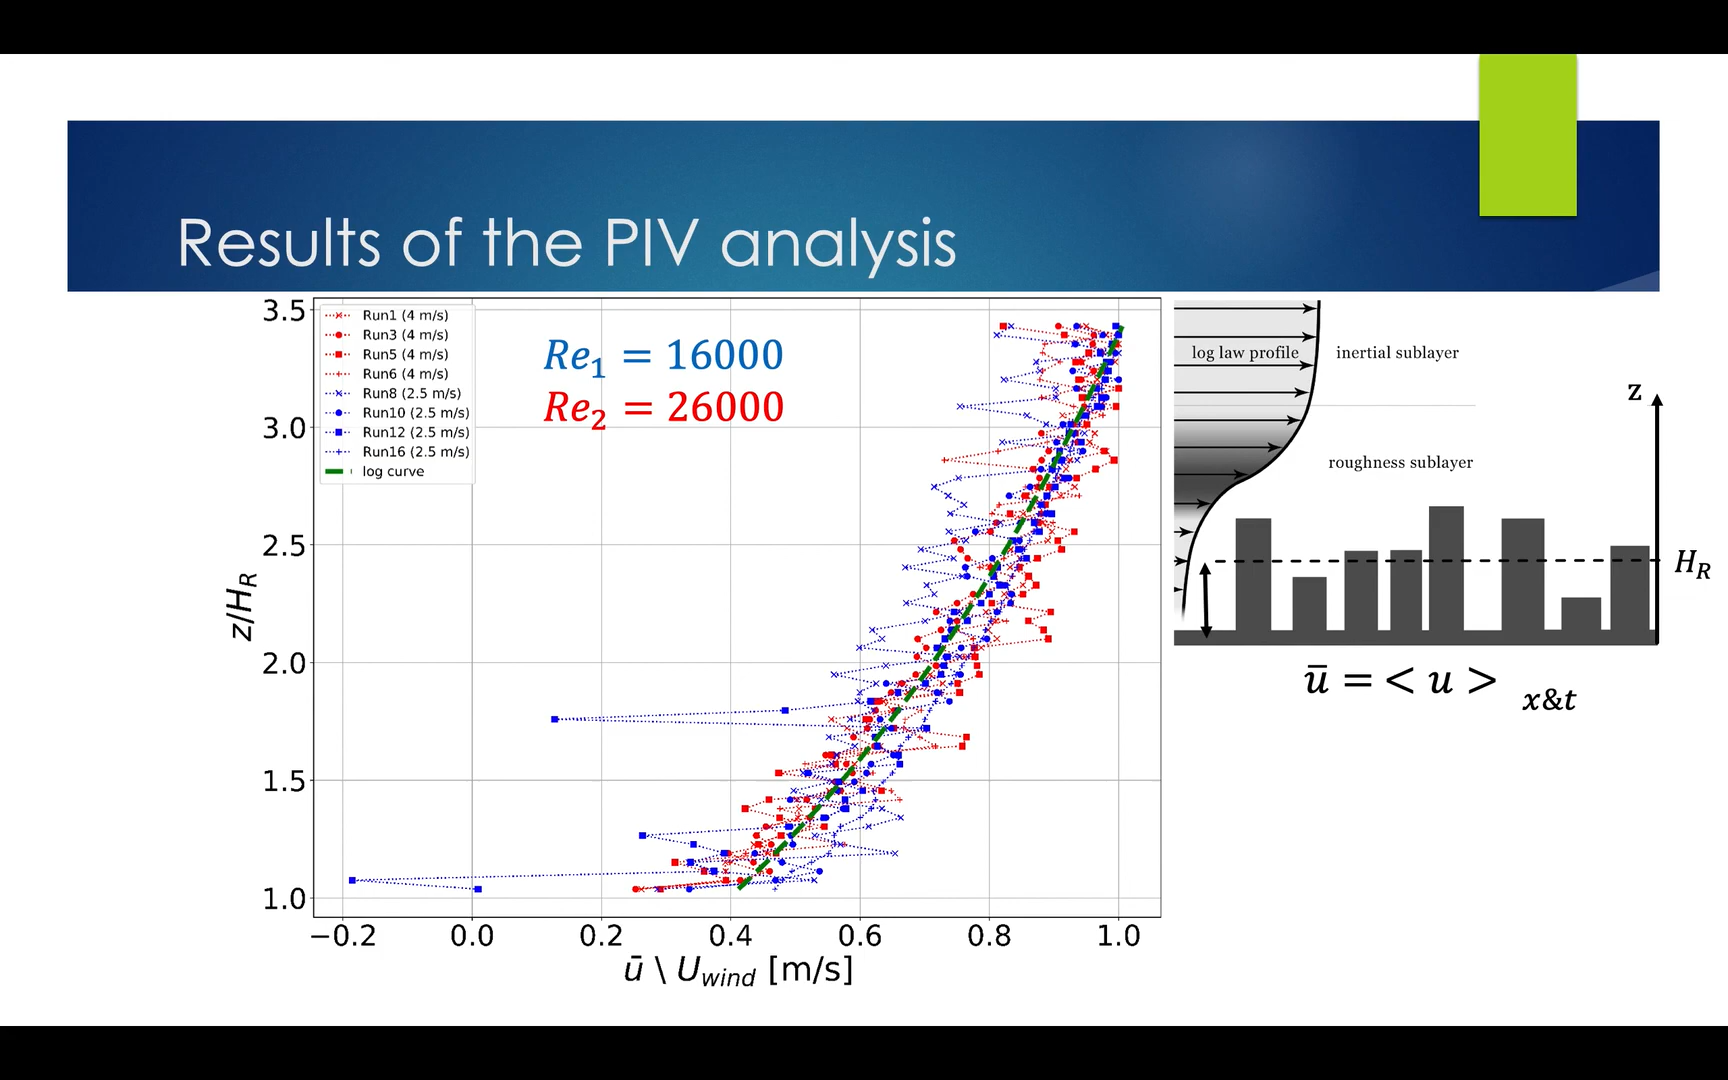 Results of the PIV analysis
3.5
3.0
2.5
2.0
1.5
1.0
z/H_R
Run1 (4 m/s)
Run3 (4 m/s)
Run5 (4 m/s)
Run6 (4 m/s)
Run8 (2.5 m/s)
Run10 (2.5 m/s)
Run12 (2.5 m/s)
Run16 (2.5 m/s)
log curve
Re₁ = 16000
Re₂ = 26000
−0.2 0.0 0.2 0.4 0.6 0.8 1.0
ū \ U_wind [m/s]
log law profile
inertial sublayer
z
roughness sublayer
H_R
ū = < u > x&t